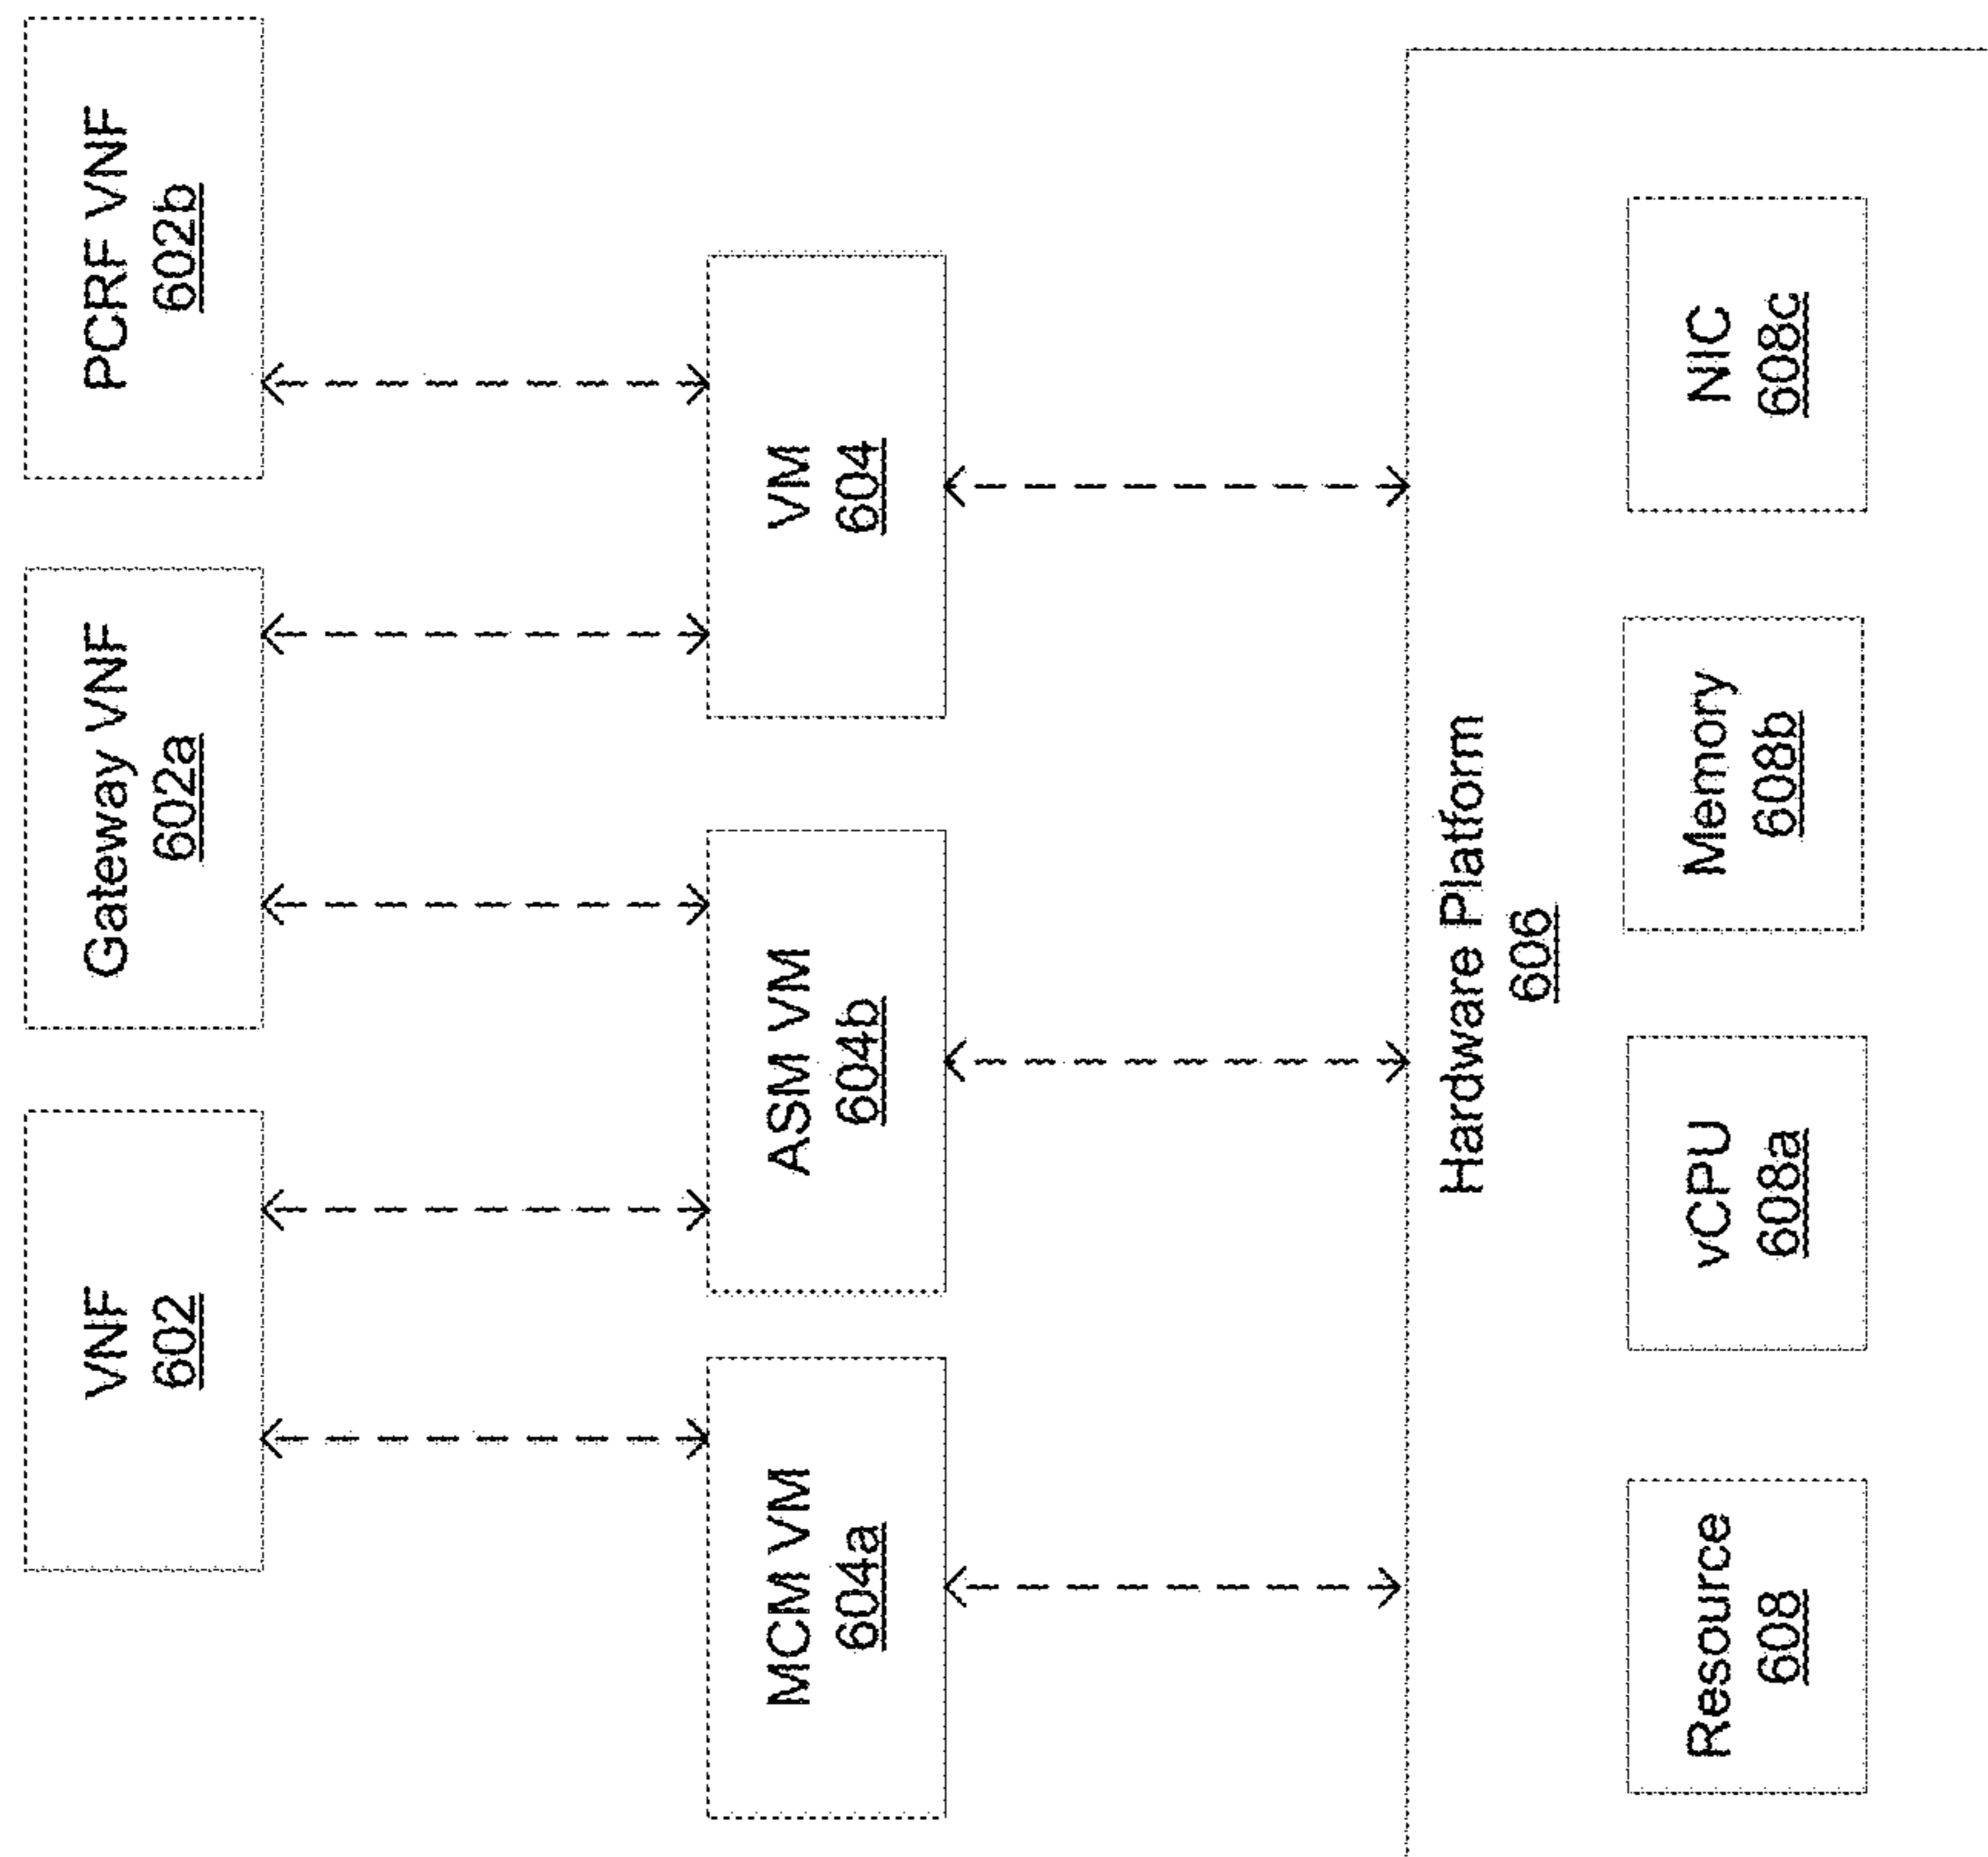 VNF
602
Gateway VNF
602a
PCRF VNF
602b
MCM VM
604a
ASM VM
604b
VM
604
Hardware Platform
606
Resource
608
vCPU
608a
Memory
608b
NIC
608c